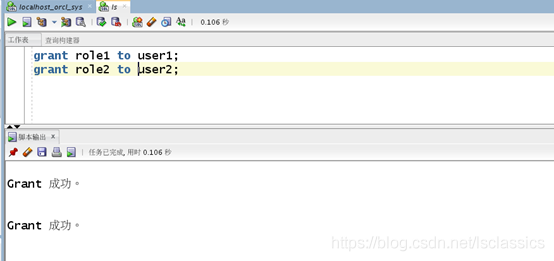 localhost_orcl_sys ls
0.106 秒
工作表 查询构建器
grant role1 to user1;
grant role2 to user2;
脚本输出 x
任务已完成, 用时 0.106 秒
Grant 成功。
Grant 成功。
https://blog.csdn.net/lsclassics